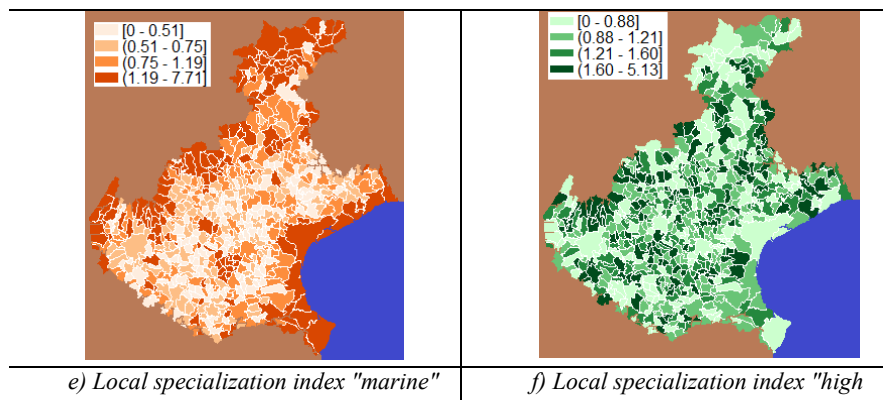 [0 - 0.51]
(0.51 - 0.75]
(0.75 - 1.19]
(1.19 - 7.71]
[0 - 0.88]
(0.88 - 1.21]
(1.21 - 1.60]
(1.60 - 5.13]
e) Local specialization index "marine"
f) Local specialization index "high